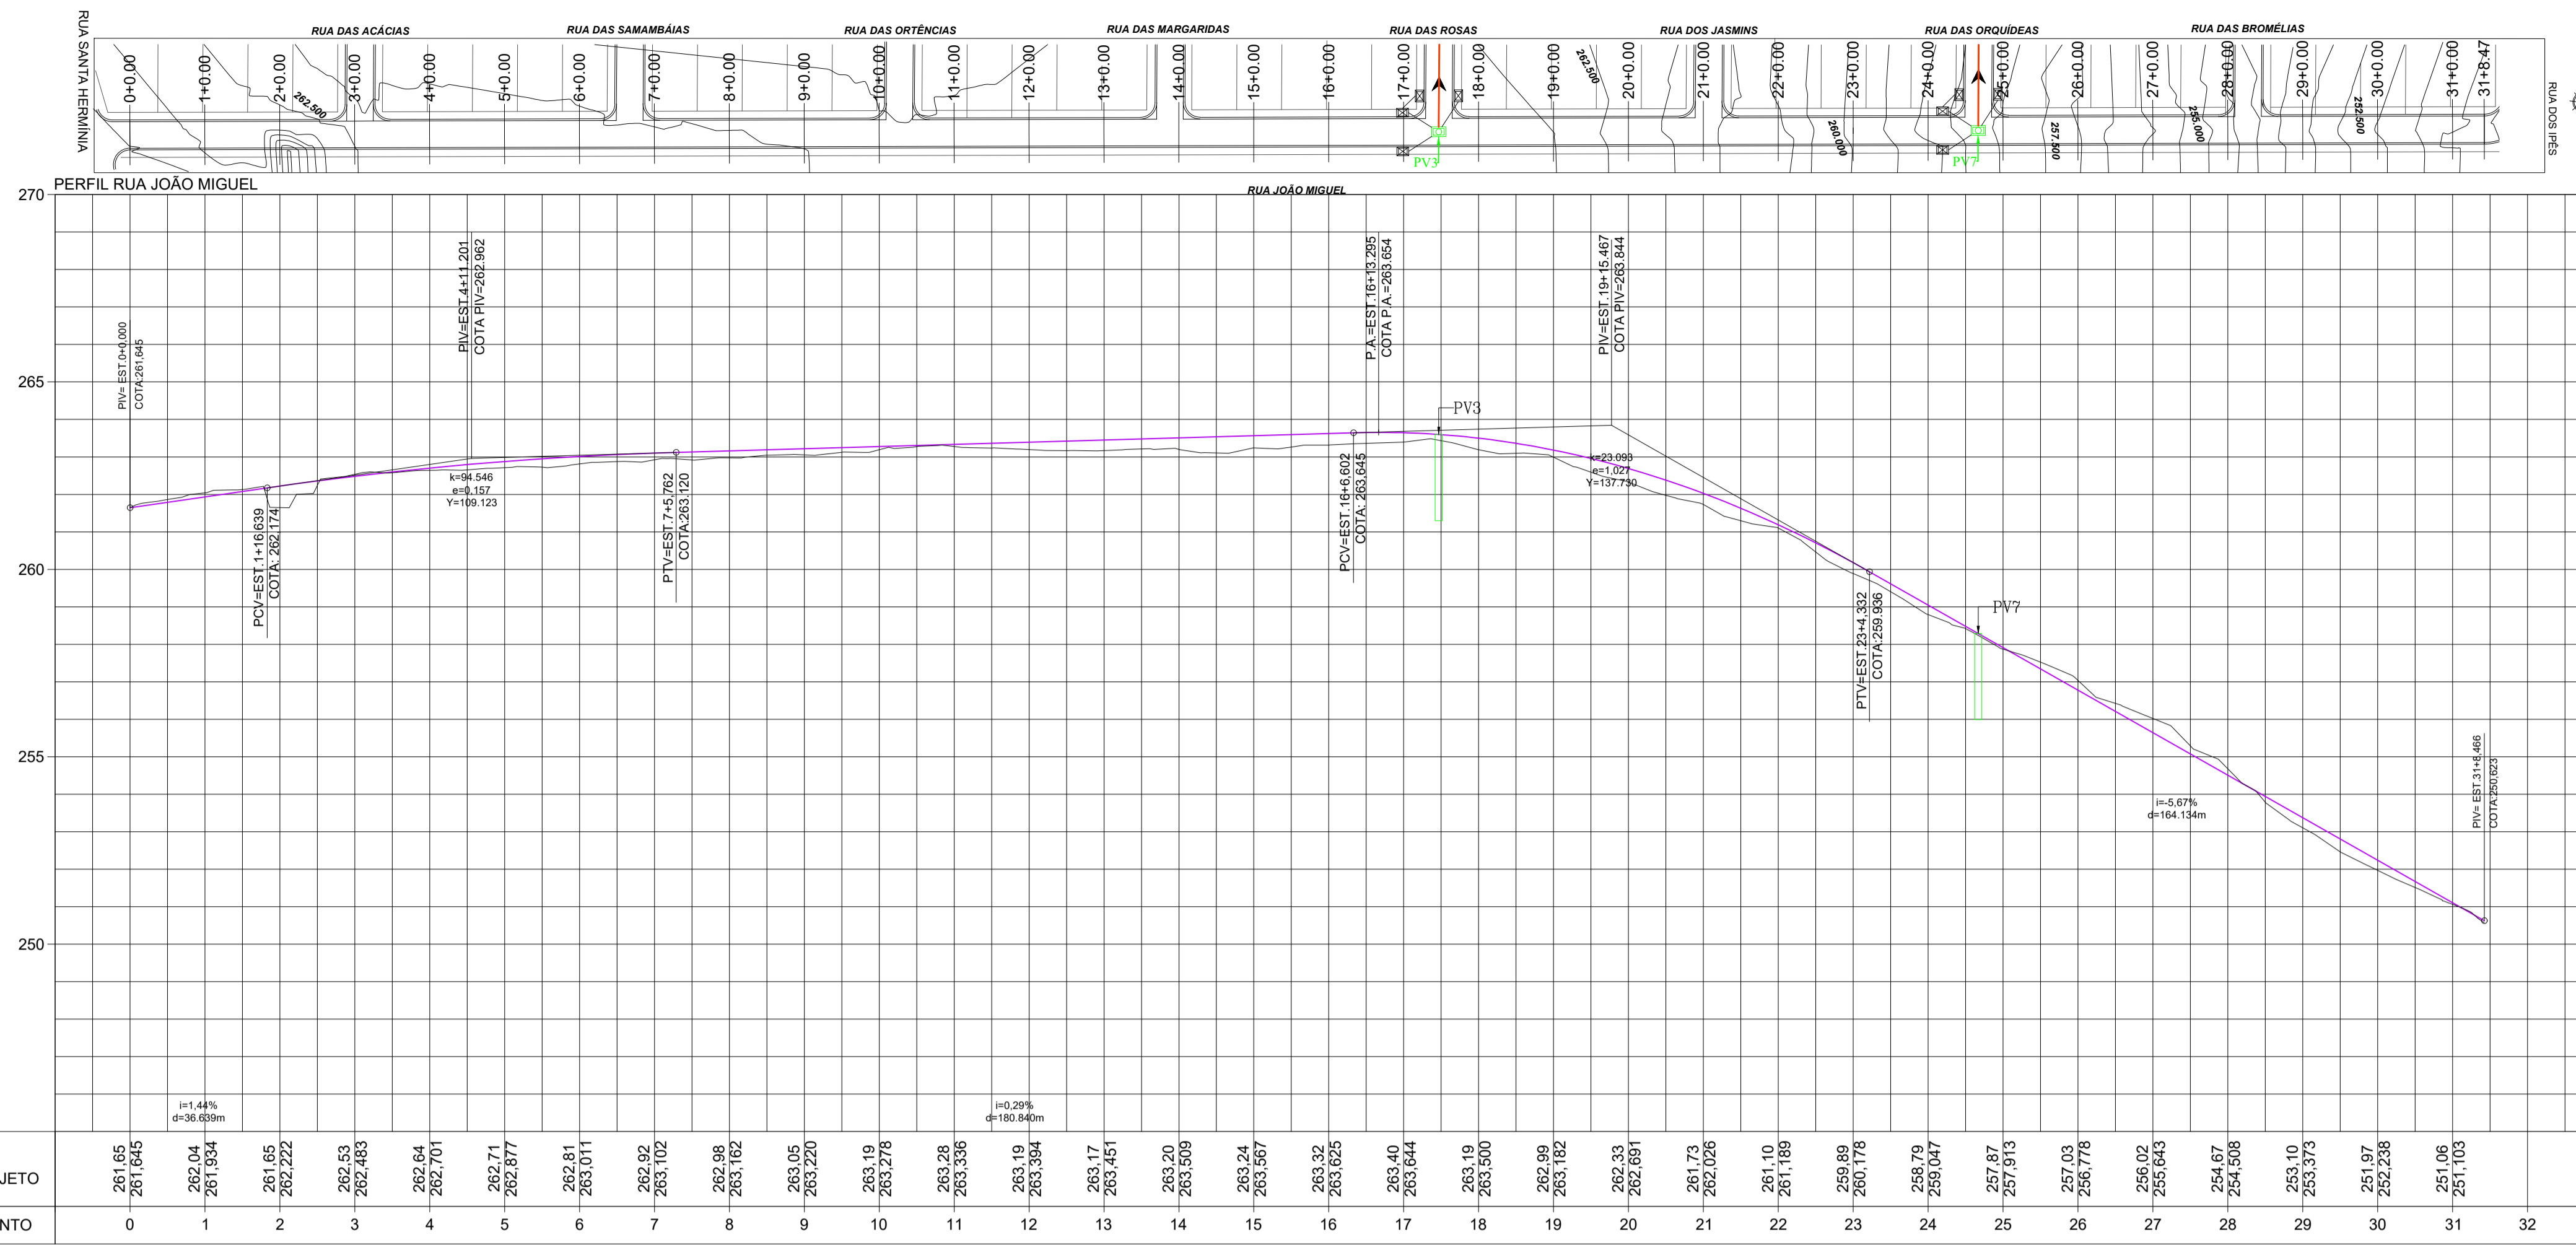 RUA SANTA HERMÍNIA
RUA DAS ACÁCIAS
RUA DAS SAMAMBÁIAS
RUA DAS ORTÊNCIAS
RUA DAS MARGARIDAS
RUA DAS ROSAS
RUA DOS JASMINS
RUA DAS ORQUÍDEAS
RUA DAS BROMÉLIAS
RUA DOS IPÊS
0+0.00
1+0.00
2+0.00
3+0.00
4+0.00
5+0.00
6+0.00
7+0.00
8+0.00
9+0.00
10+0.00
11+0.00
12+0.00
13+0.00
14+0.00
15+0.00
16+0.00
17+0.00
18+0.00
19+0.00
20+0.00
21+0.00
22+0.00
23+0.00
24+0.00
25+0.00
26+0.00
27+0.00
28+0.00
29+0.00
30+0.00
31+0.00
31+8.47
262.500
262.500
260.000
257.500
255.000
252.500
PV3
PV7
PERFIL RUA JOÃO MIGUEL
RUA JOÃO MIGUEL
270
265
260
255
250
PIV= EST.0+0,000
COTA:261,645
PCV=EST.1+16,639
COTA: 262,174
PIV=EST.4+11.201
COTA PIV=262.962
k=94.546
e=0,157
Y=109.123
PTV=EST.7+5,762
COTA:263.120
PCV=EST.16+6,602
COTA: 263,645
P.A.=EST.16+13.295
COTA P.A.=263.654
PV3
PIV=EST.19+15.467
COTA PIV=263.844
k=23.093
e=1,027
Y=137.730
PTV=EST.23+4,332
COTA:259.936
PV7
i=-5,67%
d=164.134m
PIV= EST.31+8,466
COTA:250,623
i=1,44%
d=36.639m
i=0,29%
d=180.840m
JETO
261,65
261,645
262,04
261,934
261,65
262,222
262,53
262,483
262,64
262,701
262,71
262,877
262,81
263,011
262,92
263,102
262,98
263,162
263,05
263,220
263,19
263,278
263,28
263,336
263,19
263,394
263,17
263,451
263,20
263,509
263,24
263,567
263,32
263,625
263,40
263,644
263,19
263,500
262,99
263,182
262,33
262,691
261,73
262,026
261,10
261,189
259,89
260,178
258,79
259,047
257,87
257,913
257,03
256,778
256,02
255,643
254,67
254,508
253,10
253,373
251,97
252,238
251,06
251,103
NTO 0 1 2 3 4 5 6 7 8 9 10 11 12 13 14 15 16 17 18 19 20 21 22 23 24 25 26 27 28 29 30 31 32